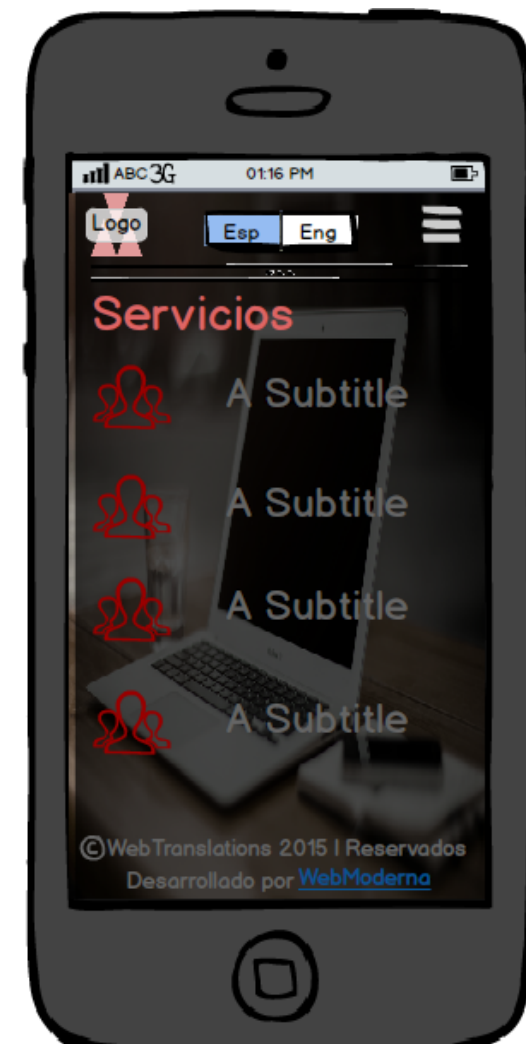 ABC 3G 01:16 PM
Logo Esp Eng
Servicios
A Subtitle
A Subtitle
A Subtitle
A Subtitle
©WebTranslations 2015 | Reservados
Desarrollado por WebModerna